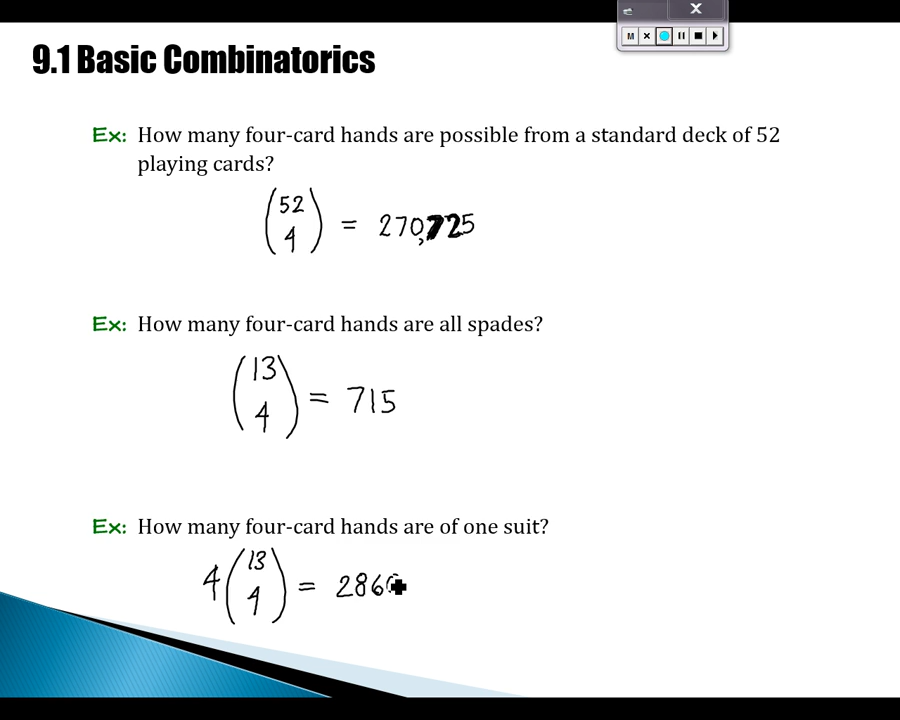 M
9.1 Basic Combinatorics
Ex: How many four-card hands are possible from a standard deck of 52
playing cards?
(52 4) = 270,725
Ex: How many four-card hands are all spades?
(13 4) = 715
Ex: How many four-card hands are of one suit?
4(13 4) = 286